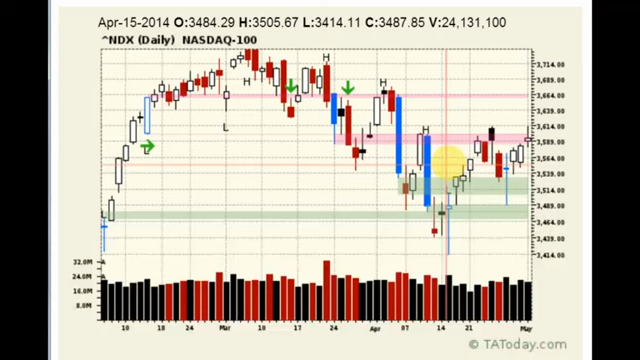 Apr-15-2014 O:3484.29 H:3505.67 L:3414.11 C:3487.85 V:24,131,100
^NDX (Daily) NASDAQ-100
3,714.00
3,689.00
3,664.00
3,639.00
3,614.00
3,589.00
3,564.00
3,539.00
3,514.00
3,489.00
3,464.00
3,439.00
3,414.00
H
H
H
H
L
L
L
32.0M
24.0M
16.0M
8.0M
A
A
10 18 24 Mar 10 17 24 Apr 07 14 21 May
© TAToday.com